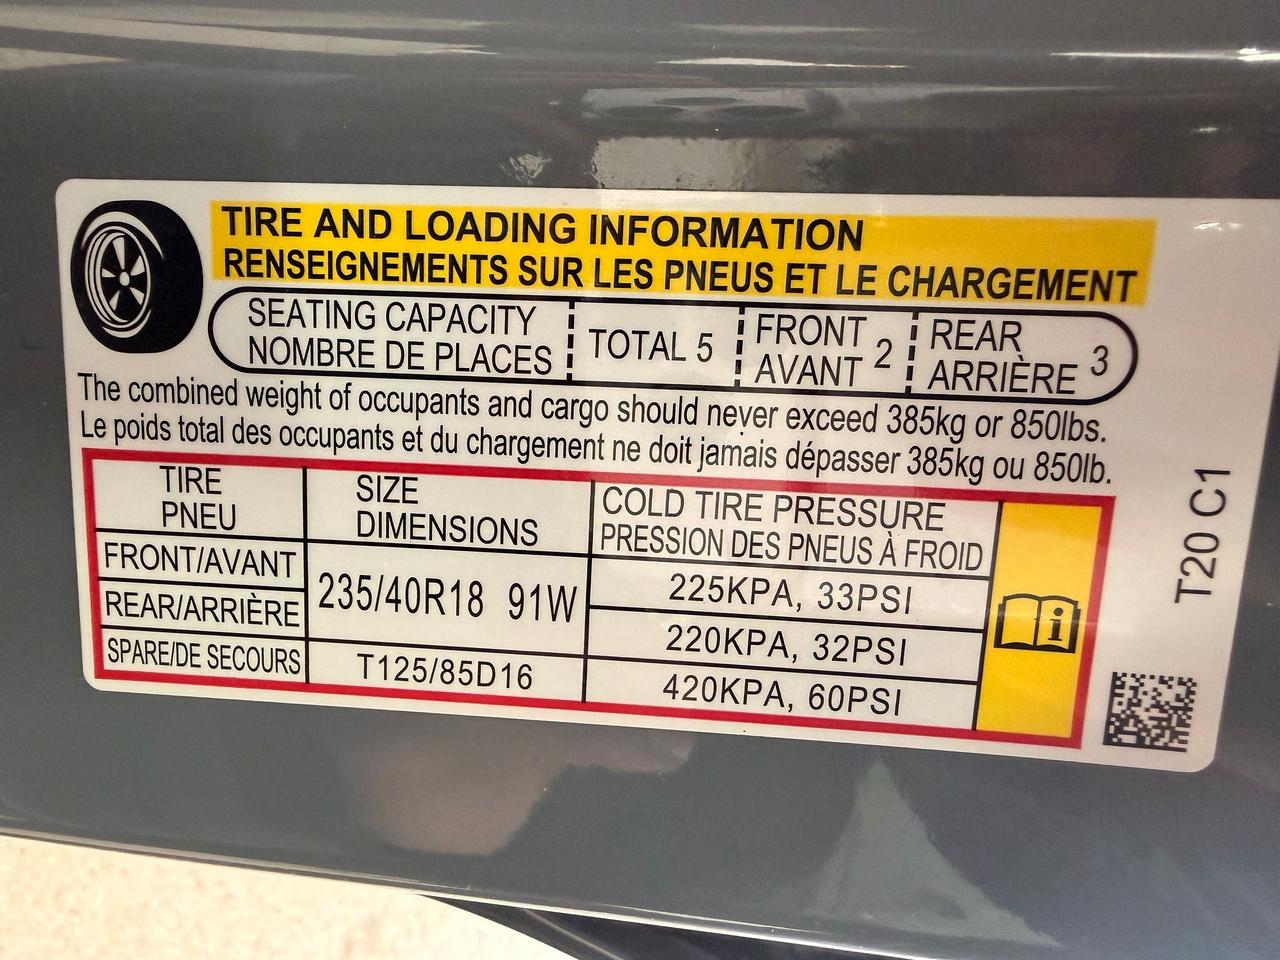 TIRE AND LOADING INFORMATION
RENSEIGNEMENTS SUR LES PNEUS ET LE CHARGEMENT
SEATING CAPACITY
NOMBRE DE PLACES
TOTAL 5
FRONT
AVANT 2
REAR
ARRIÈRE 3
The combined weight of occupants and cargo should never exceed 385kg or 850lbs.
Le poids total des occupants et du chargement ne doit jamais dépasser 385kg ou 850lb.
TIRE
PNEU
SIZE
DIMENSIONS
COLD TIRE PRESSURE
PRESSION DES PNEUS À FROID
FRONT/AVANT
REAR/ARRIÈRE
235/40R18 91W
225KPA, 33PSI
220KPA, 32PSI
SPARE/DE SECOURS
T125/85D16
420KPA, 60PSI
i
T20 C1